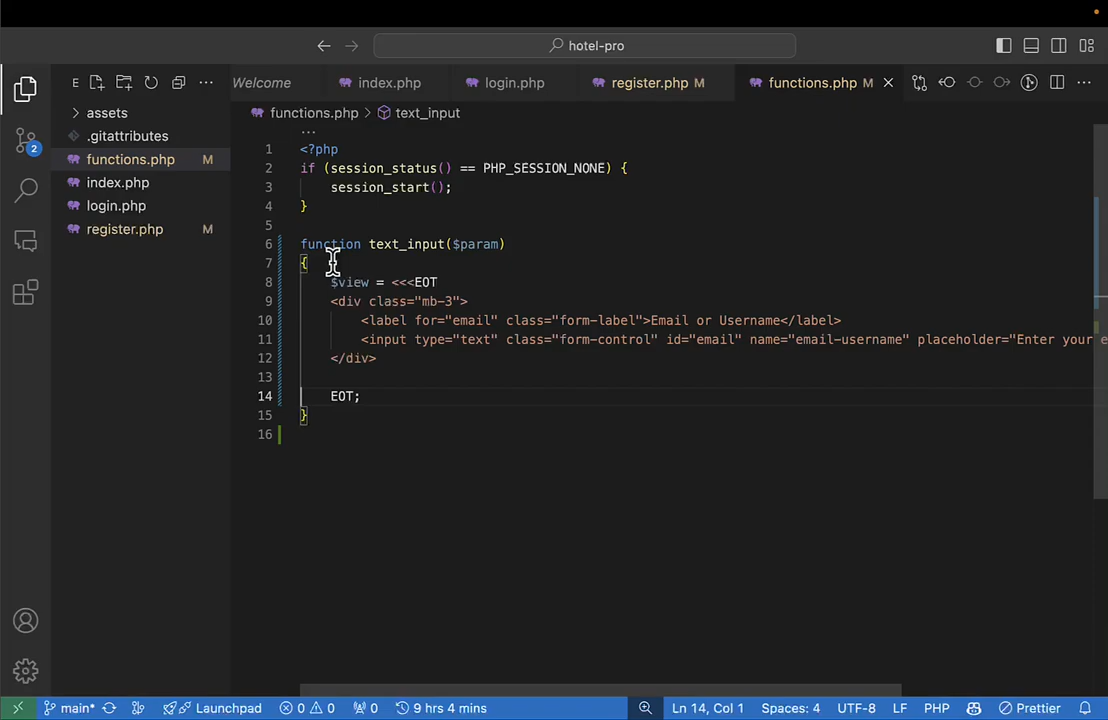 hotel-pro
E
Welcome
index.php
login.php
register.php M
functions.php M
assets
functions.php > text_input
.gitattributes
functions.php M
index.php
login.php
register.php M
2
...
1 <?php
2 if (session_status() == PHP_SESSION_NONE) {
3 session_start();
4 }
5
6 function text_input($param)
7 {
8 $view = <<<EOT
9 <div class="mb-3">
10 <label for="email" class="form-label">Email or Username</label>
11 <input type="text" class="form-control" id="email" name="email-username" placeholder="Enter your e
12 </div>
13
14 EOT;
15 }
16
main* Launchpad 0 0 0 9 hrs 4 mins Ln 14, Col 1 Spaces: 4 UTF-8 LF PHP Prettier